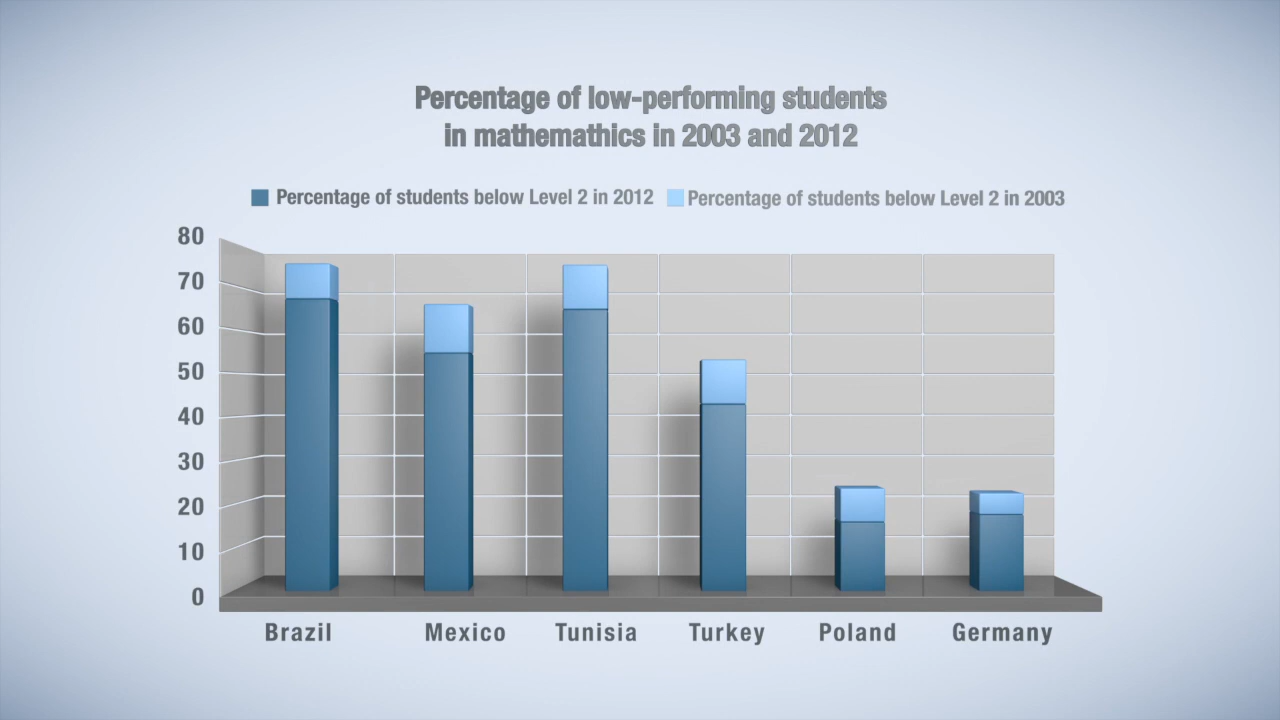 Percentage of low-performing students
in mathemathics in 2003 and 2012
Percentage of students below Level 2 in 2012
Percentage of students below Level 2 in 2003
80
70
60
50
40
30
20
10
0
Brazil
Mexico
Tunisia
Turkey
Poland
Germany